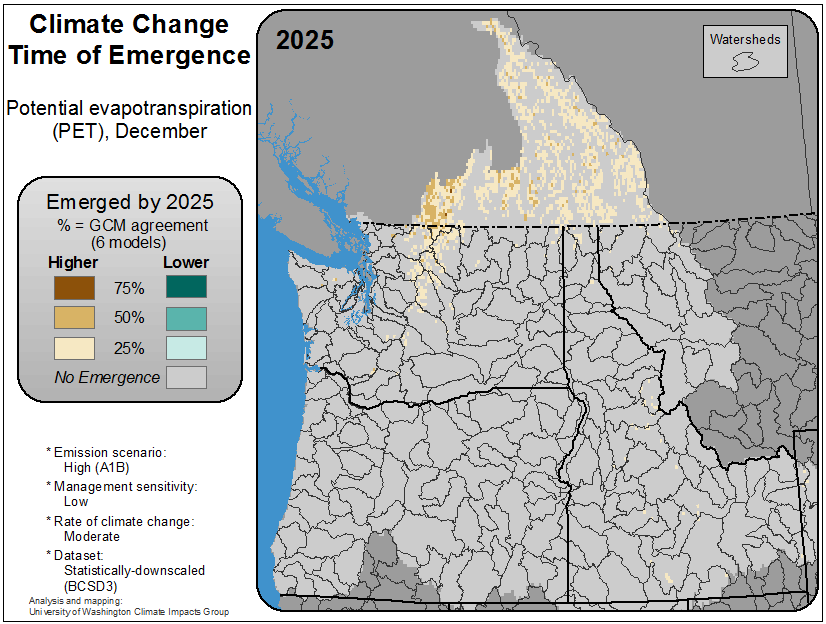 Climate Change
Time of Emergence
Potential evapotranspiration
(PET), December
Emerged by 2025
% = GCM agreement
(6 models)
Higher Lower
75%
50%
25%
No Emergence
* Emission scenario:
High (A1B)
* Management sensitivity:
Low
* Rate of climate change:
Moderate
* Dataset:
Statistically-downscaled
(BCSD3)
Analysis and mapping:
University of Washington Climate Impacts Group
2025
Watersheds